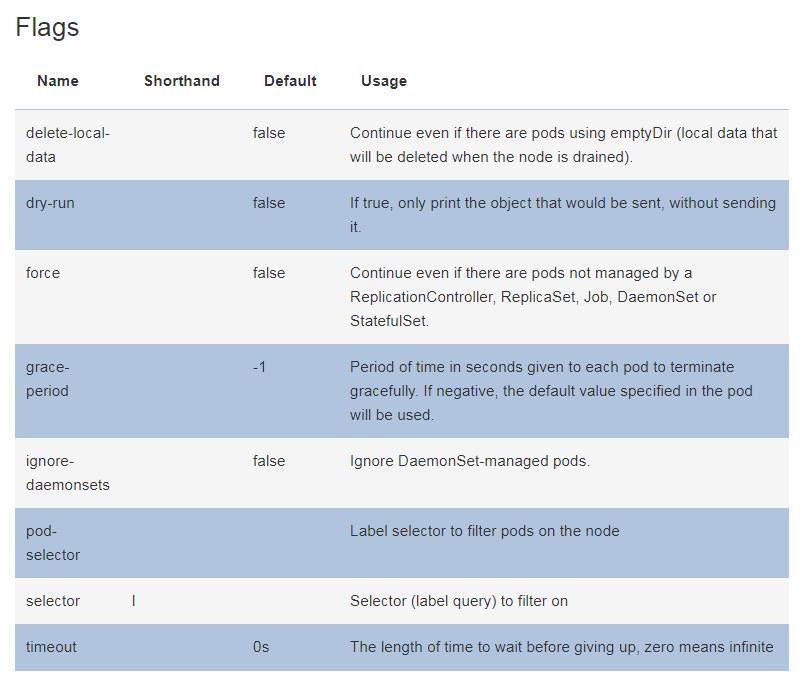 Flags
Name Shorthand Default Usage
delete-local- false Continue even if there are pods using emptyDir (local data that
data will be deleted when the node is drained).
dry-run false If true, only print the object that would be sent, without sending
it.
force false Continue even if there are pods not managed by a
ReplicationController, ReplicaSet, Job, DaemonSet or
StatefulSet.
grace- -1 Period of time in seconds given to each pod to terminate
period gracefully. If negative, the default value specified in the pod
will be used.
ignore- false Ignore DaemonSet-managed pods.
daemonsets
pod- Label selector to filter pods on the node
selector
selector l Selector (label query) to filter on
timeout 0s The length of time to wait before giving up, zero means infinite